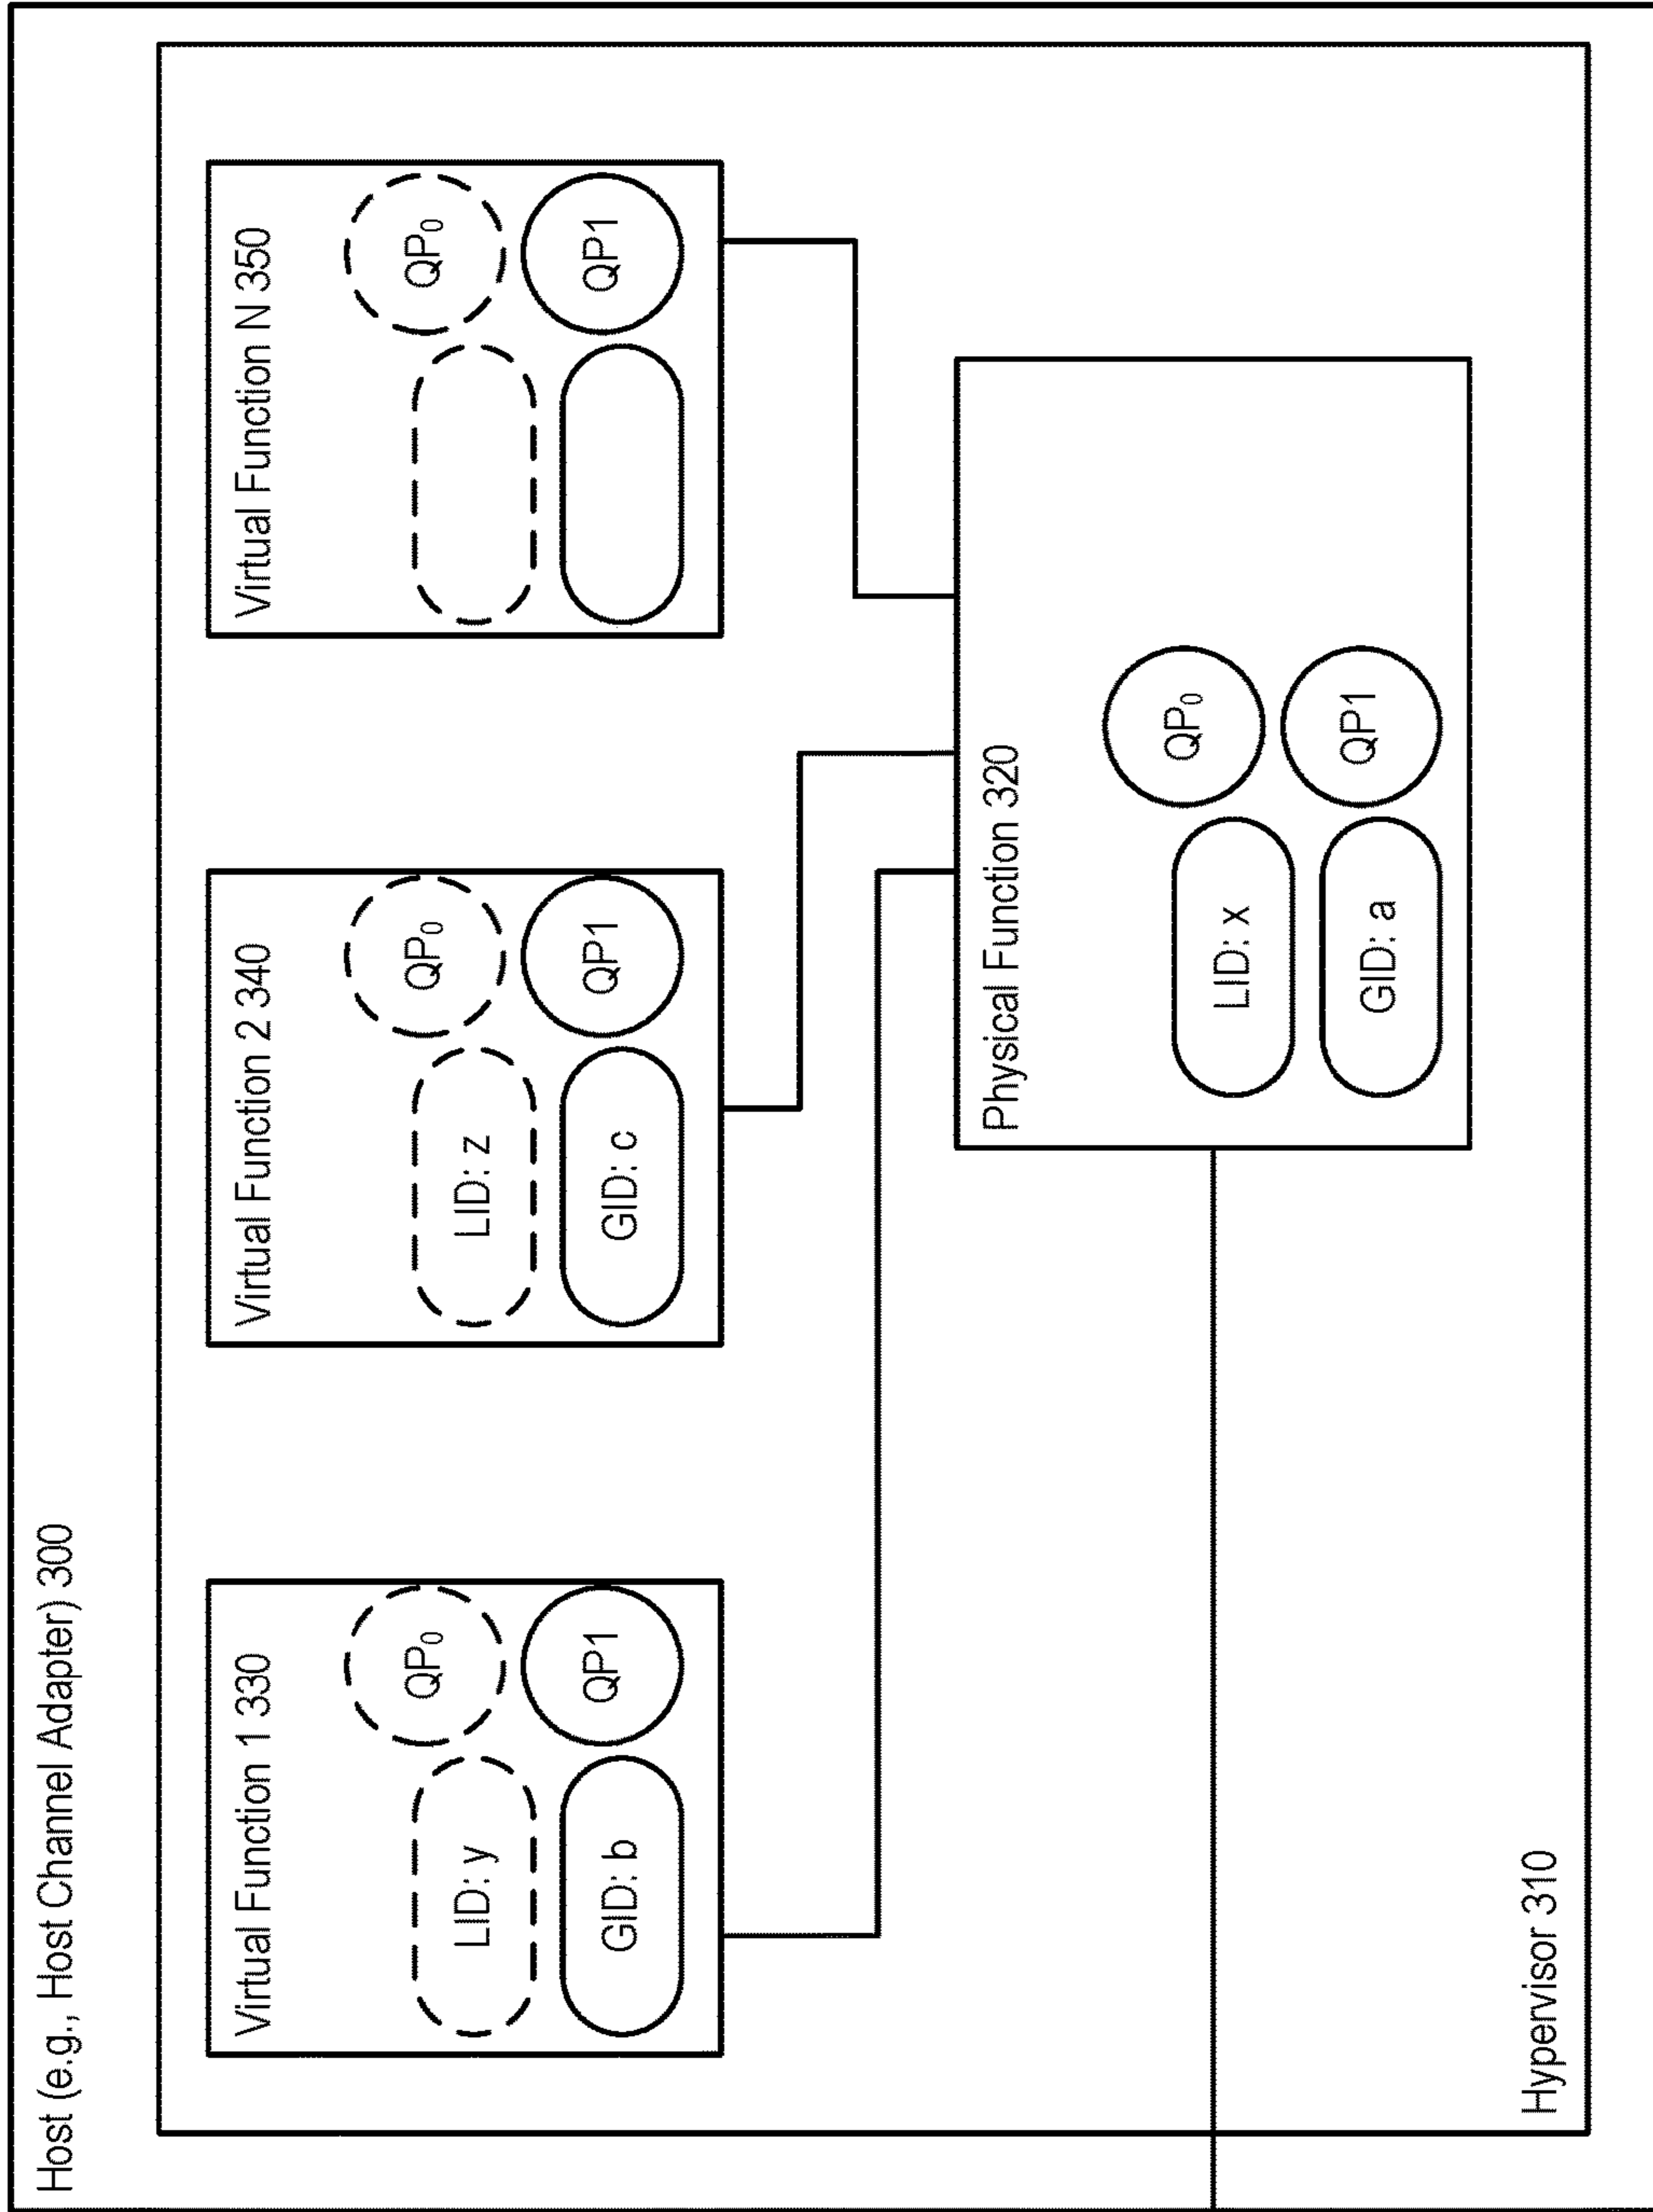 Host (e.g., Host Channel Adapter) 300
Virtual Function 1 330
QP₀
LID: y
QP1
GID: b
Virtual Function 2 340
QP₀
LID: z
QP1
GID: c
Virtual Function N 350
QP₀
QP1
Physical Function 320
QP₀
LID: x
QP1
GID: a
Hypervisor 310